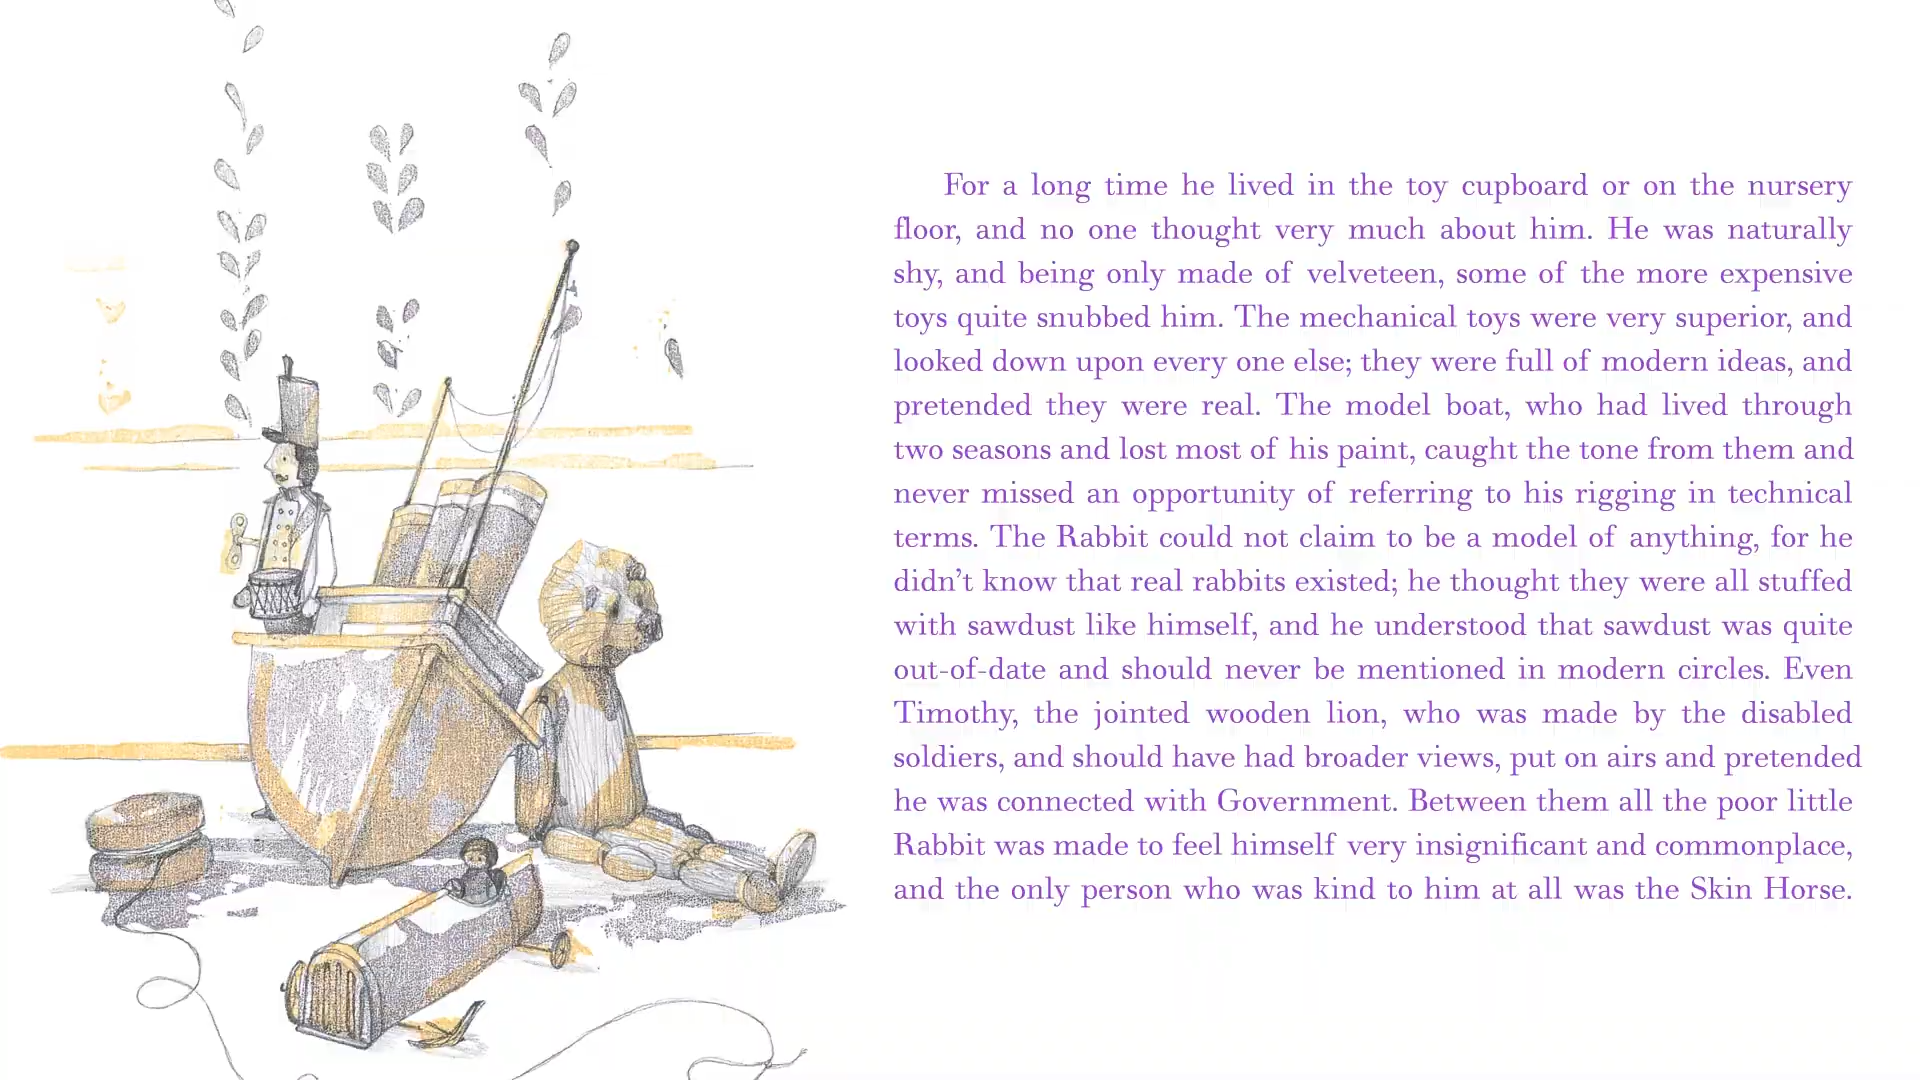 For a long time he lived in the toy cupboard or on the nursery
floor, and no one thought very much about him. He was naturally
shy, and being only made of velveteen, some of the more expensive
toys quite snubbed him. The mechanical toys were very superior, and
looked down upon every one else; they were full of modern ideas, and
pretended they were real. The model boat, who had lived through
two seasons and lost most of his paint, caught the tone from them and
never missed an opportunity of referring to his rigging in technical
terms. The Rabbit could not claim to be a model of anything, for he
didn’t know that real rabbits existed; he thought they were all stuffed
with sawdust like himself, and he understood that sawdust was quite
out-of-date and should never be mentioned in modern circles. Even
Timothy, the jointed wooden lion, who was made by the disabled
soldiers, and should have had broader views, put on airs and pretended
he was connected with Government. Between them all the poor little
Rabbit was made to feel himself very insignificant and commonplace,
and the only person who was kind to him at all was the Skin Horse.